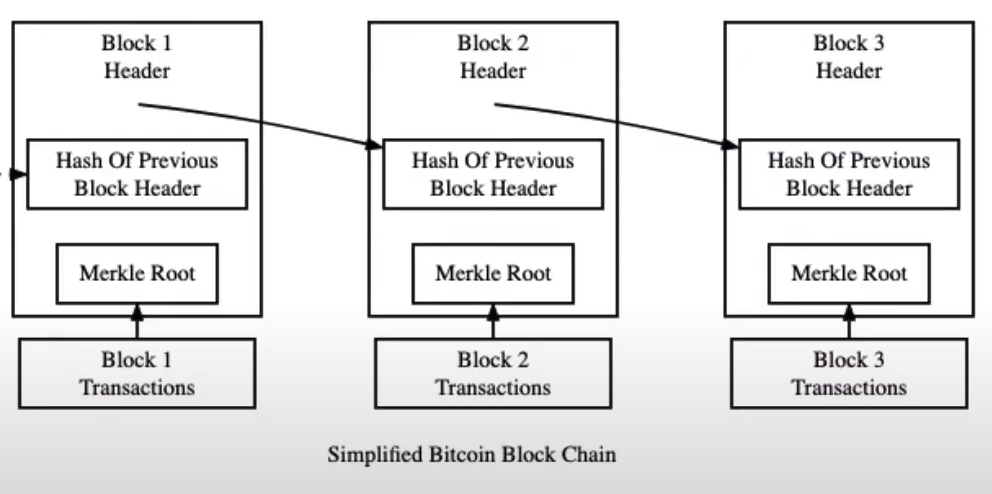 Block 1
Header
Hash Of Previous
Block Header
Merkle Root
Block 1
Transactions
Block 2
Header
Hash Of Previous
Block Header
Merkle Root
Block 2
Transactions
Block 3
Header
Hash Of Previous
Block Header
Merkle Root
Block 3
Transactions
Simplified Bitcoin Block Chain